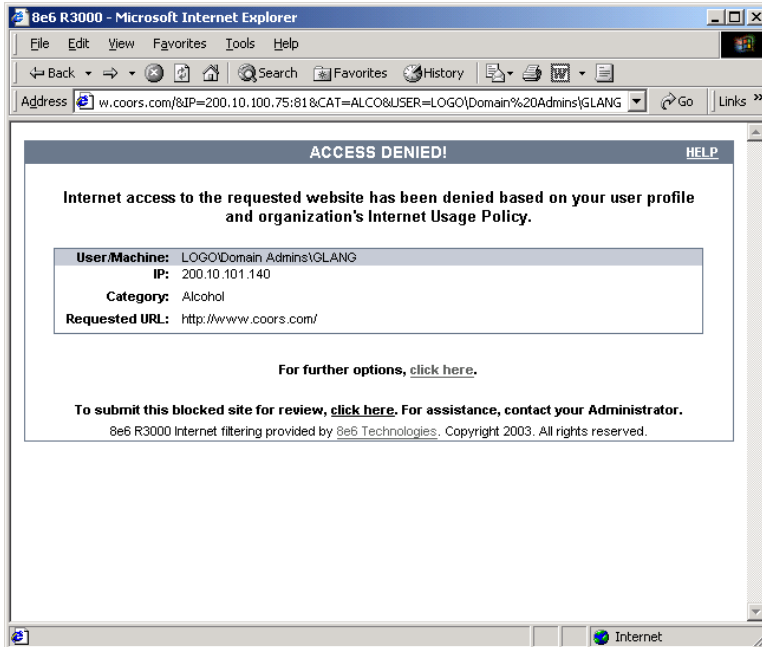 8e6 R3000 - Microsoft Internet Explorer
File Edit View Favorites Tools Help
Back Search Favorites History
Address w.coors.com/&IP=200.10.100.75:81&CAT=ALCO&USER=LOGO\Domain%20Admins\GLANG Go Links »
ACCESS DENIED! HELP
Internet access to the requested website has been denied based on your user profile
and organization's Internet Usage Policy.
User/Machine: LOGO\Domain Admins\GLANG
IP: 200.10.101.140
Category: Alcohol
Requested URL: http://www.coors.com/
For further options, click here.
To submit this blocked site for review, click here. For assistance, contact your Administrator.
8e6 R3000 Internet filtering provided by 8e6 Technologies. Copyright 2003. All rights reserved.
Internet